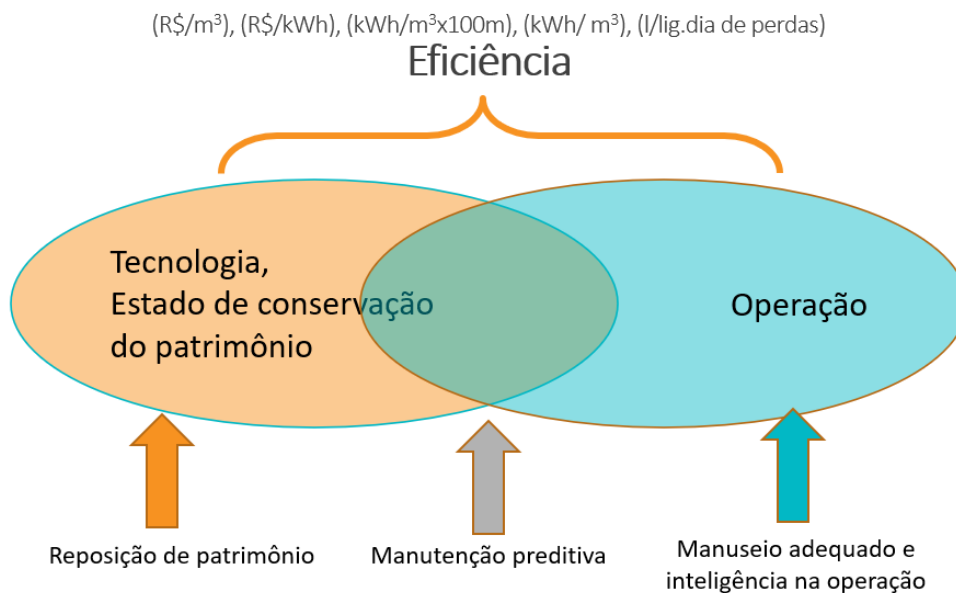 (R$/m³), (R$/kWh), (kWh/m³x100m), (kWh/ m³), (l/lig.dia de perdas)
Eficiência
Tecnologia,
Estado de conservação
do patrimônio
Operação
Reposição de patrimônio
Manutenção preditiva
Manuseio adequado e
inteligência na operação